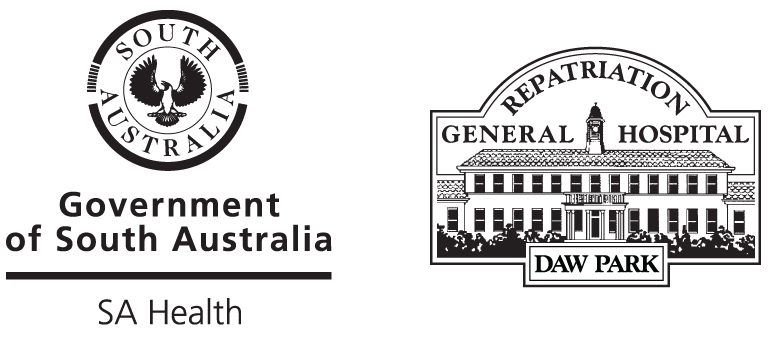 SOUTH
AUSTRALIA
Government
of South Australia
SA Health
REPATRIATION
GENERAL HOSPITAL
DAW PARK